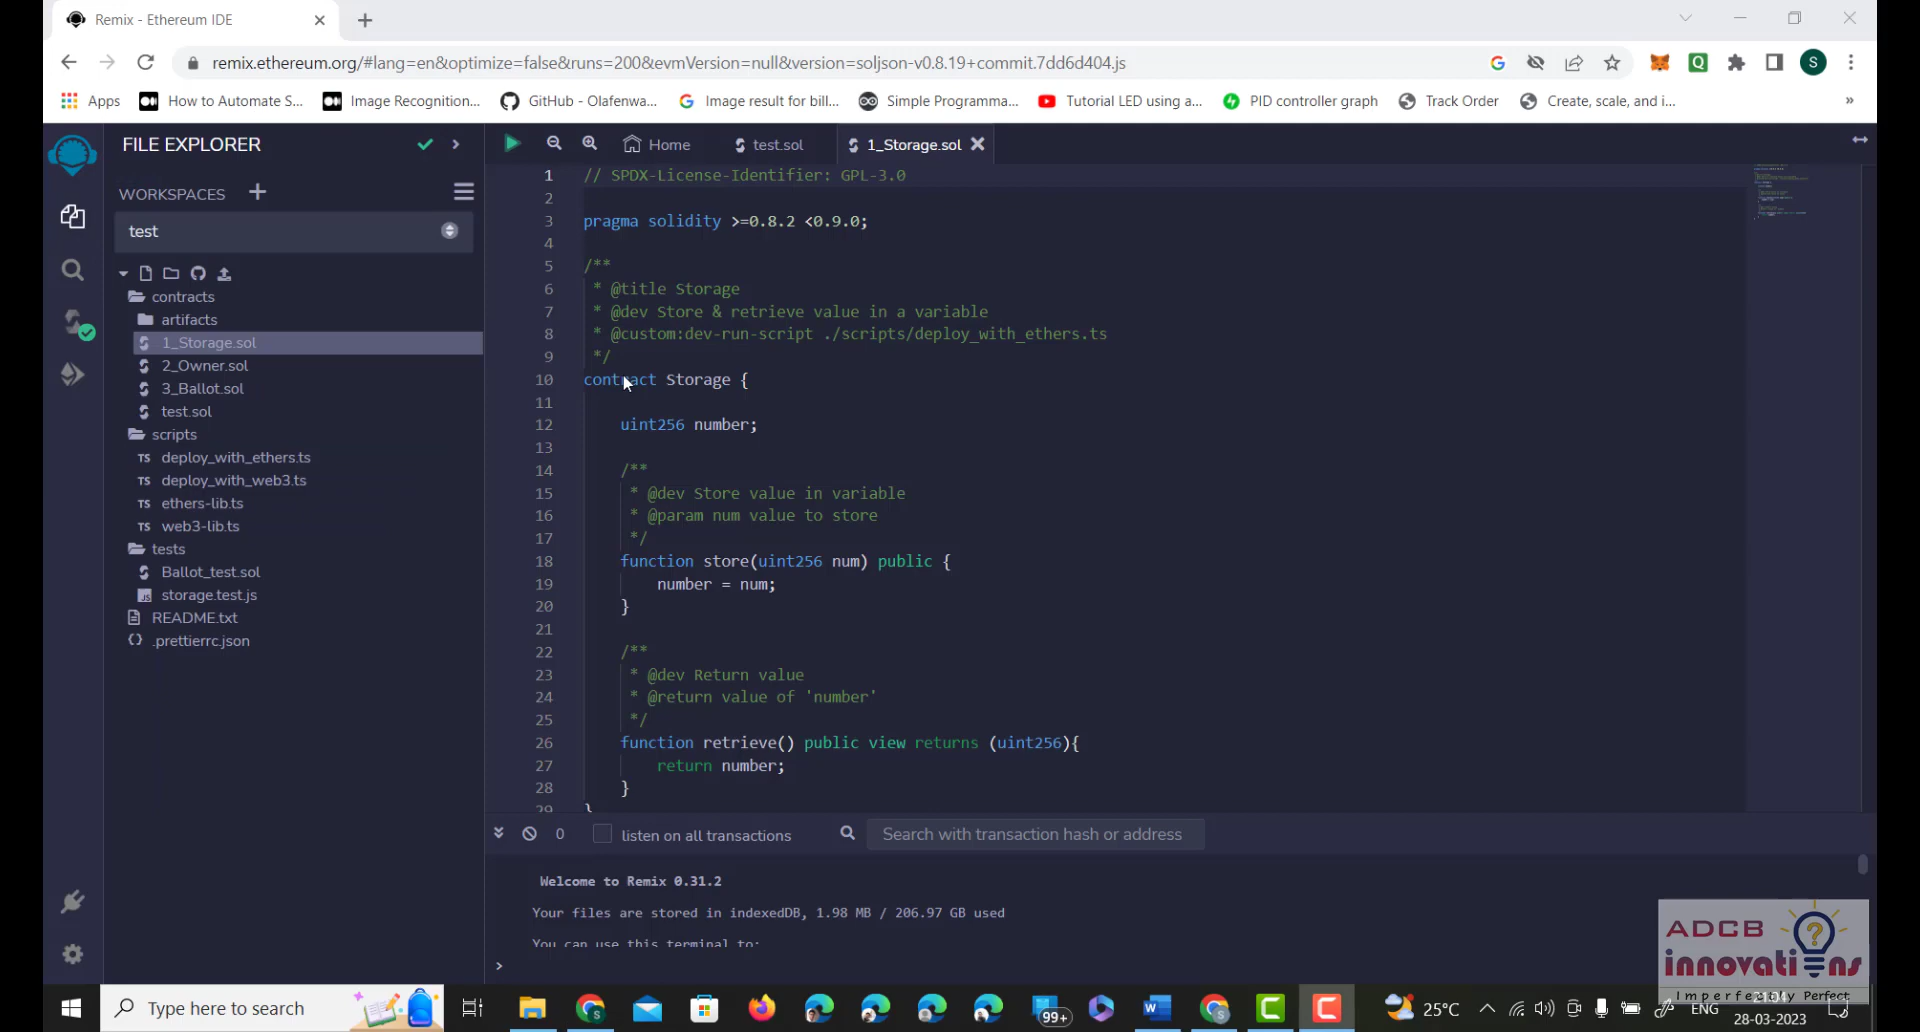 Remix - Ethereum IDE
remix.ethereum.org/#lang=en&optimize=false&runs=200&evmVersion=null&version=soljson-v0.8.19+commit.7dd6d404.js
G
Q
S
Apps
How to Automate S...
Image Recognition...
GitHub - Olafenwa...
Image result for bill...
Simple Programma...
Tutorial LED using a...
PID controller graph
Track Order
Create, scale, and i...
»
FILE EXPLORER
WORKSPACES
test
contracts
artifacts
1_Storage.sol
2_Owner.sol
3_Ballot.sol
test.sol
scripts
TS deploy_with_ethers.ts
TS deploy_with_web3.ts
TS ethers-lib.ts
TS web3-lib.ts
tests
Ballot_test.sol
JS storage.test.js
README.txt
{} .prettierrc.json
Home
test.sol
1_Storage.sol
1 // SPDX-License-Identifier: GPL-3.0
2
3 pragma solidity >=0.8.2 <0.9.0;
4
5 /**
6 * @title Storage
7 * @dev Store & retrieve value in a variable
8 * @custom:dev-run-script ./scripts/deploy_with_ethers.ts
9 */
10 contract Storage {
11
12 uint256 number;
13
14 /**
15 * @dev Store value in variable
16 * @param num value to store
17 */
18 function store(uint256 num) public {
19 number = num;
20 }
21
22 /**
23 * @dev Return value
24 * @return value of 'number'
25 */
26 function retrieve() public view returns (uint256){
27 return number;
28 }
29 }
0
listen on all transactions
Search with transaction hash or address
Welcome to Remix 0.31.2
Your files are stored in indexedDB, 1.98 MB / 206.97 GB used
You can use this terminal to:
>
ADCB
innovati?ns
Imperfectly Perfect
Type here to search
99+
25°C
ENG
28-03-2023